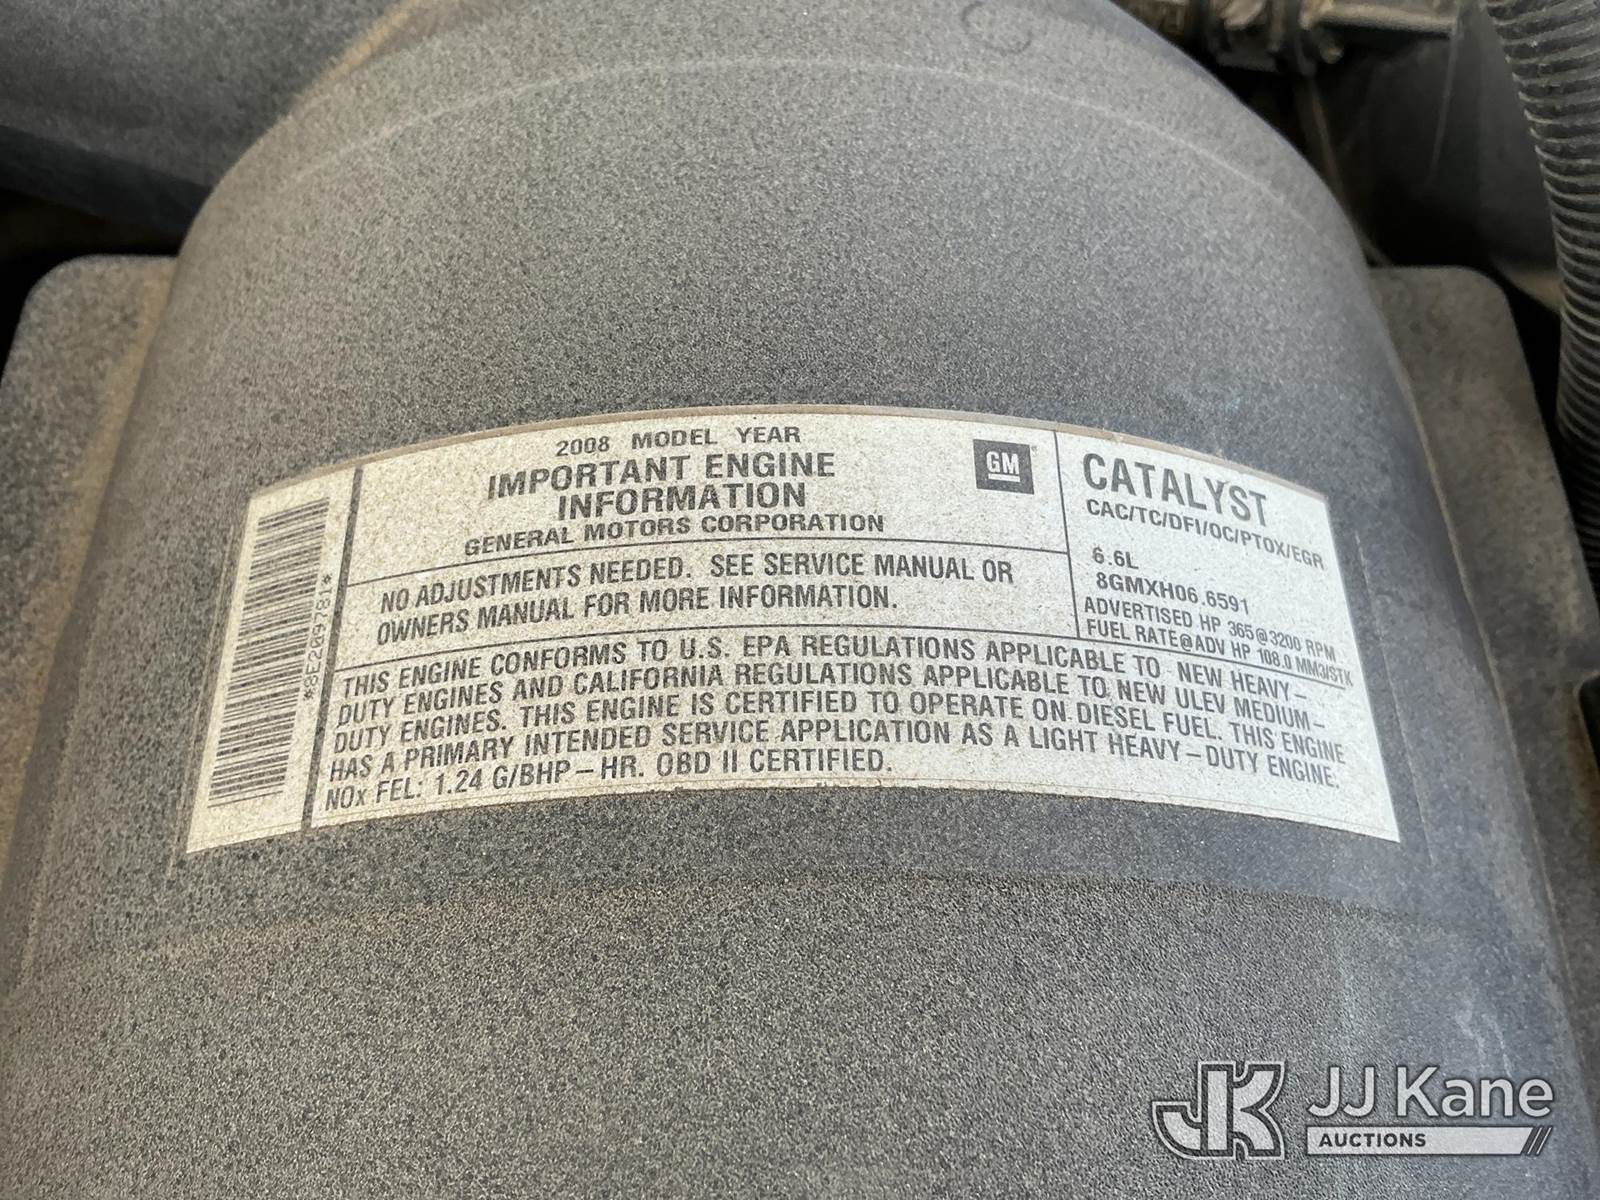 2008 MODEL YEAR
IMPORTANT ENGINE
INFORMATION
GENERAL MOTORS CORPORATION
GM
NO ADJUSTMENTS NEEDED. SEE SERVICE MANUAL OR
OWNERS MANUAL FOR MORE INFORMATION.
CATALYST
CAC/TC/DFI/OC/PTOX/EGR
6.6L
8GMXH06.6591
ADVERTISED HP 365@3200 RPM
FUEL RATE@ADV HP 108.0 MM3/STK
THIS ENGINE CONFORMS TO U.S. EPA REGULATIONS APPLICABLE TO NEW HEAVY-
DUTY ENGINES AND CALIFORNIA REGULATIONS APPLICABLE TO NEW ULEV MEDIUM-
DUTY ENGINES. THIS ENGINE IS CERTIFIED TO OPERATE ON DIESEL FUEL. THIS ENGINE
HAS A PRIMARY INTENDED SERVICE APPLICATION AS A LIGHT HEAVY-DUTY ENGINE.
NOx FEL: 1.24 G/BHP-HR. OBD II CERTIFIED.
JK JJ Kane
AUCTIONS